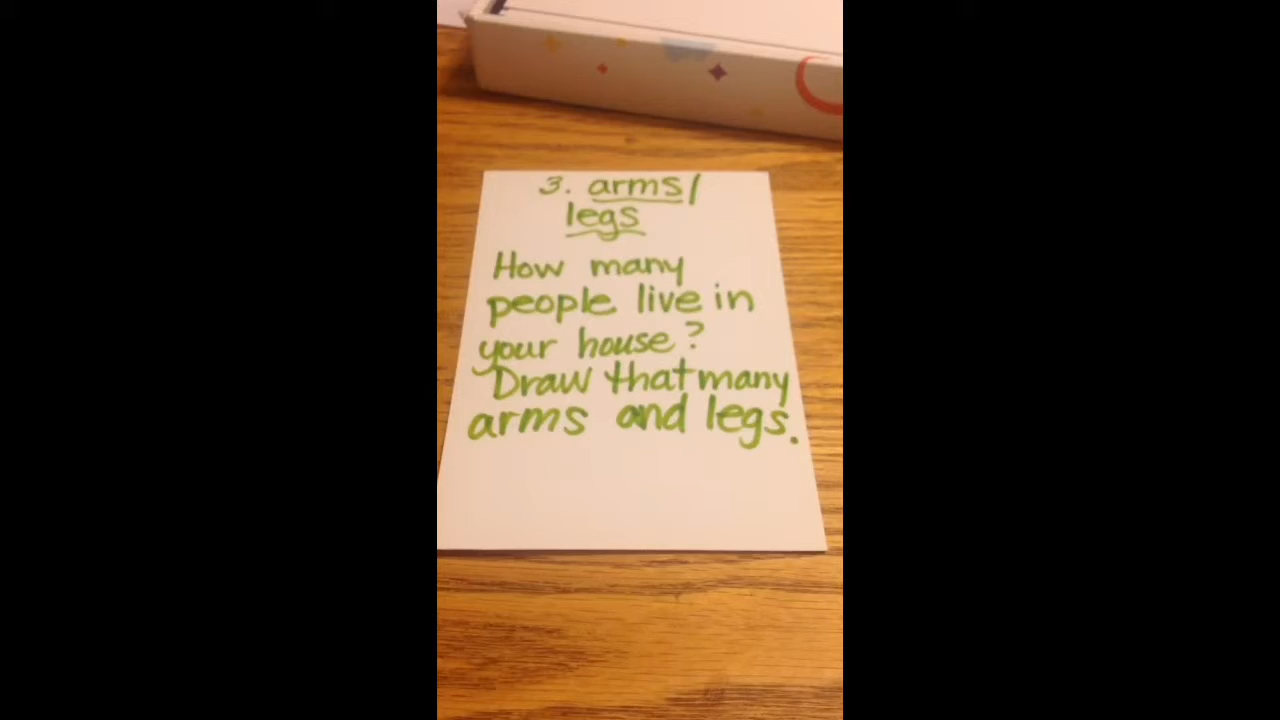 3. arms/
legs
How many
people live in
your house?
Draw that many
arms and legs.